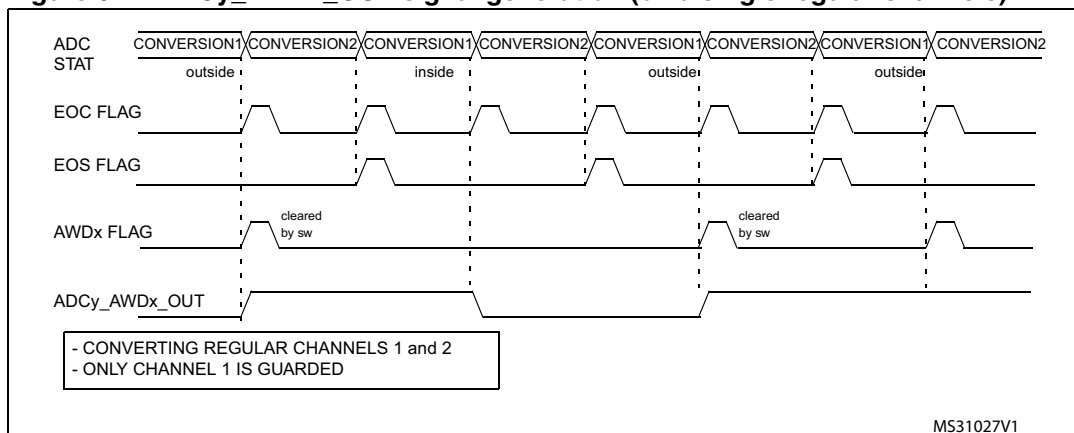 ADC STAT
CONVERSION1 CONVERSION2 CONVERSION1 CONVERSION2 CONVERSION1 CONVERSION2 CONVERSION1 CONVERSION2
outside inside outside outside
EOC FLAG
EOS FLAG
AWDx FLAG
cleared by sw
cleared by sw
ADCy_AWDx_OUT
- CONVERTING REGULAR CHANNELS 1 and 2
- ONLY CHANNEL 1 IS GUARDED
MS31027V1